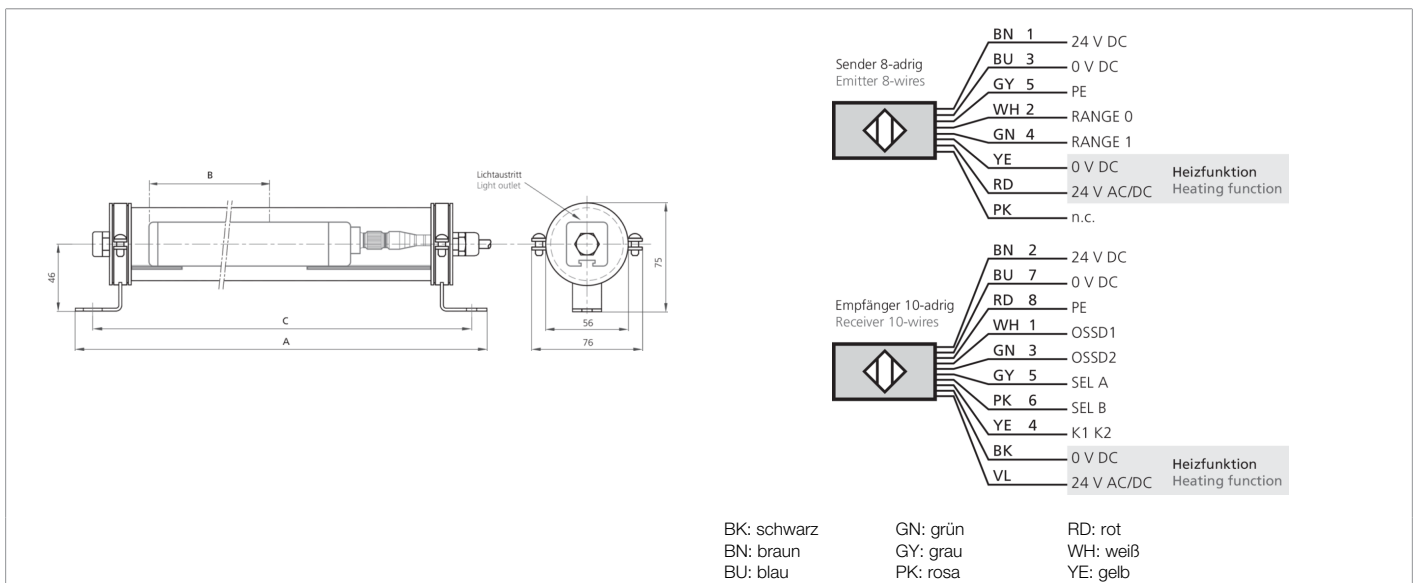 B
Lichtaustritt
Light outlet
46
75
C
A
56
76
Sender 8-adrig
Emitter 8-wires
BN 1 24 V DC
BU 3 0 V DC
GY 5 PE
WH 2 RANGE 0
GN 4 RANGE 1
YE 0 V DC
RD 24 V AC/DC
Heizfunktion
Heating function
PK n.c.
Empfänger 10-adrig
Receiver 10-wires
BN 2 24 V DC
BU 7 0 V DC
RD 8 PE
WH 1 OSSD1
GN 3 OSSD2
GY 5 SEL A
PK 6 SEL B
YE 4 K1 K2
BK 0 V DC
VL 24 V AC/DC
Heizfunktion
Heating function
BK: schwarz GN: grün RD: rot
BN: braun GY: grau WH: weiß
BU: blau PK: rosa YE: gelb